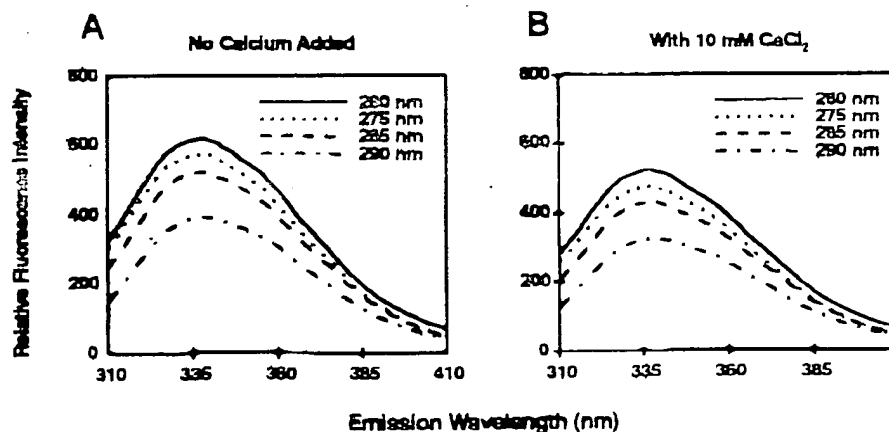 A
No Calcium Added
B
With 10 mM CaCl₂
Relative Fluorescence Intensity
800
600
400
200
0
310
335
360
385
410
280 nm
275 nm
285 nm
290 nm
800
600
400
200
0
310
335
360
385
280 nm
275 nm
285 nm
290 nm
Emission Wavelength (nm)